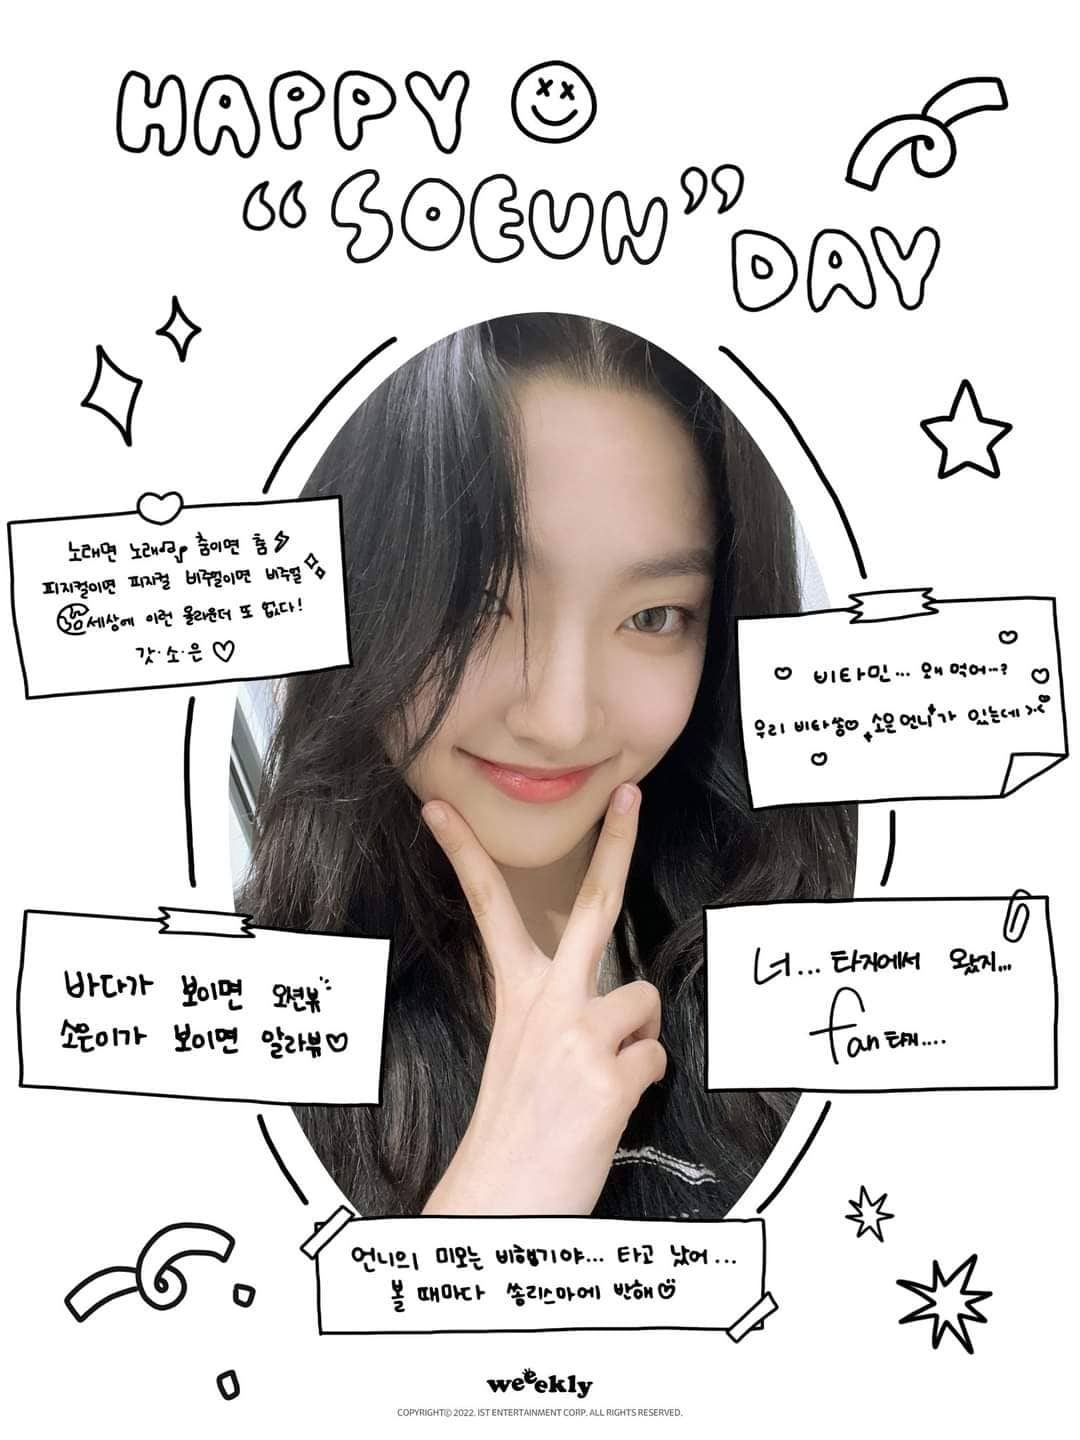 HAPPY
“SOEUN”
DAY
노래면 노래 춤이면 춤
피지컬이면 피지컬 비주얼이면 비주얼
세상에 이런 올라운더 또 없다!
갓·소·은♡
♡ 비타민... 왜 먹어...?
우리 비타쏭♡ 소은언니가 있는데 >.<
바다가 보이면 오션뷰
소은이가 보이면 알라뷰♡
너... 타지에서 왔지...
fan타지....
언니의 미모는 비행기야... 타고 났어...
볼 때마다 쏭리스마에 반해♡
weeekly
COPYRIGHTⓒ 2022. IST ENTERTAINMENT CORP. ALL RIGHTS RESERVED.